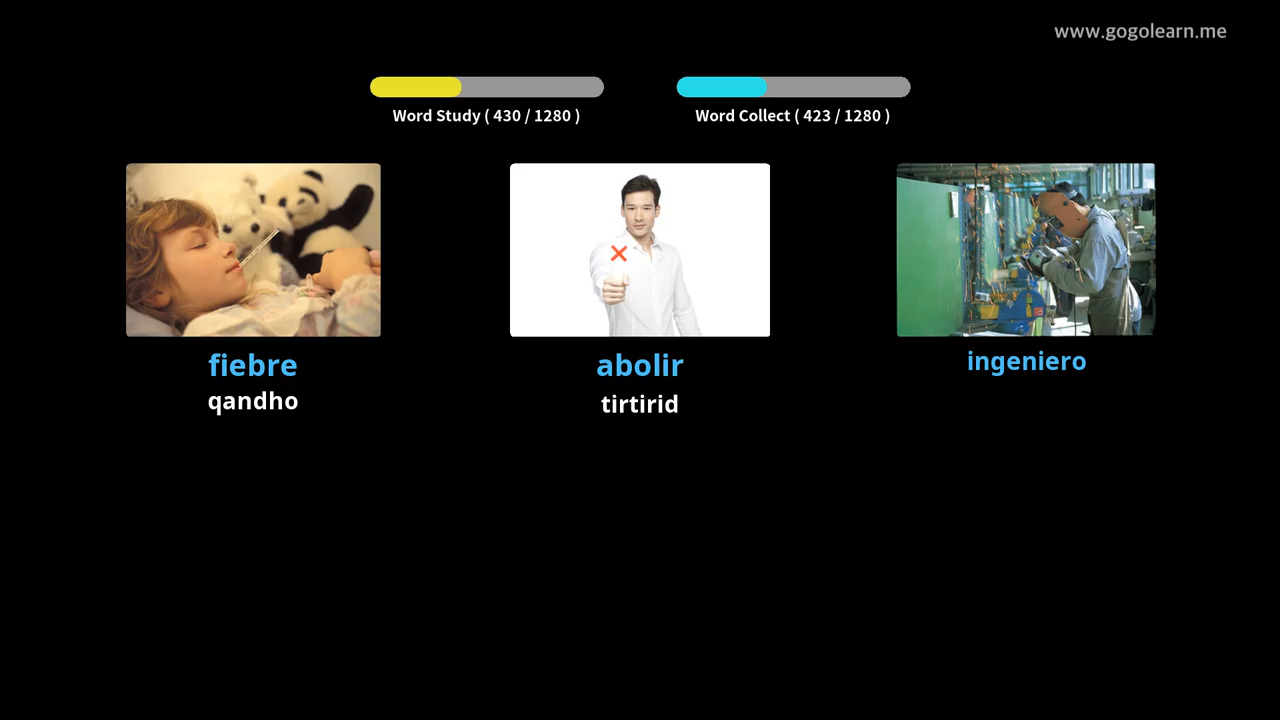 www.gogolearn.me
Word Study ( 430 / 1280 )
Word Collect ( 423 / 1280 )
fiebre
qandho
abolir
tirtirid
ingeniero